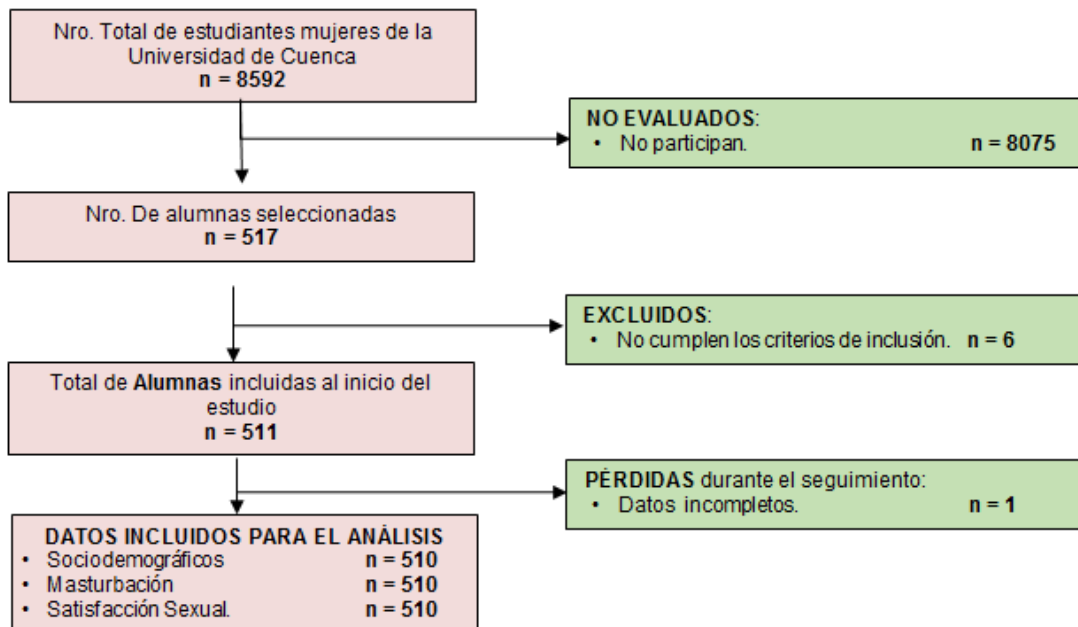 Nro. Total de estudiantes mujeres de la
Universidad de Cuenca
n = 8592
NO EVALUADOS:
• No participan. n = 8075
Nro. De alumnas seleccionadas
n = 517
EXCLUIDOS:
• No cumplen los criterios de inclusión. n = 6
Total de Alumnas incluidas al inicio del
estudio
n = 511
PÉRDIDAS durante el seguimiento:
• Datos incompletos. n = 1
DATOS INCLUIDOS PARA EL ANÁLISIS
• Sociodemográficos n = 510
• Masturbación n = 510
• Satisfacción Sexual. n = 510